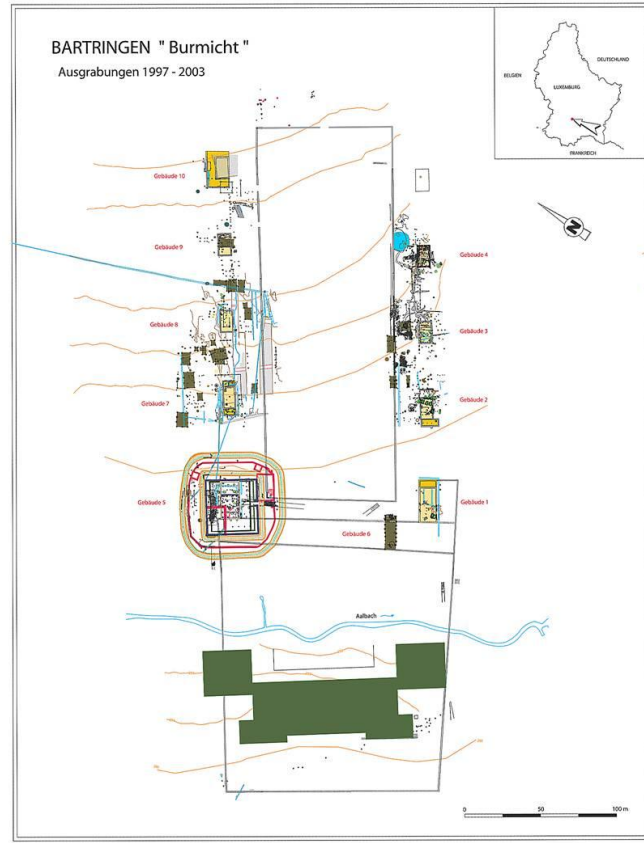 BARTRINGEN " Burmicht "
Ausgrabungen 1997 - 2003
BELGIEN
DEUTSCHLAND
LUXEMBURG
FRANKREICH
N
Gebäude 10
Gebäude 9
Gebäude 4
Gebäude 8
Gebäude 3
Gebäude 7
Gebäude 2
Gebäude 5
Gebäude 1
Gebäude 6
Aalbach
0
50
100 m